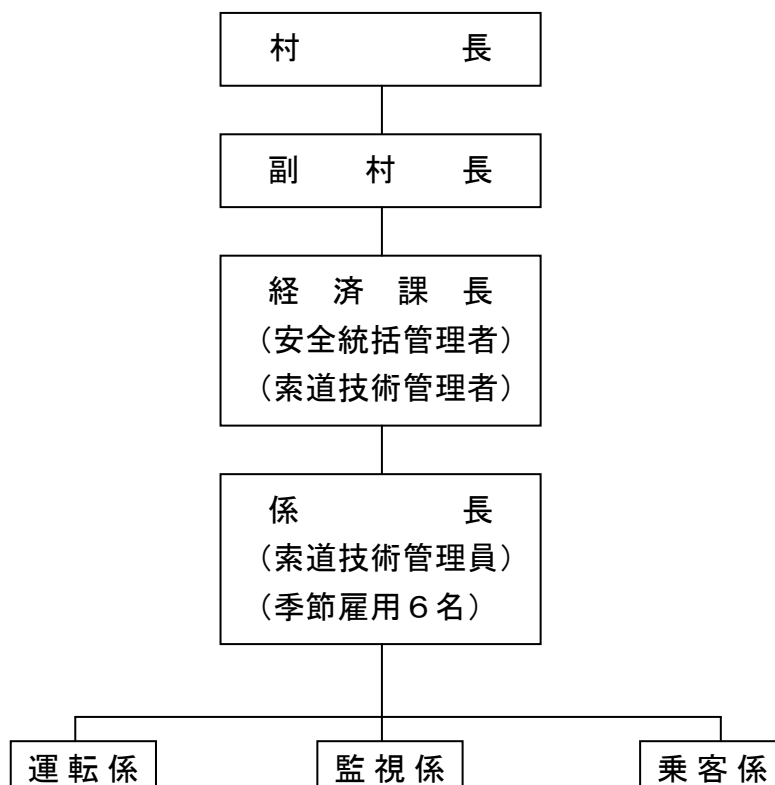 村長
副村長
経済課長
（安全統括管理者）
（索道技術管理者）
係長
（索道技術管理員）
（季節雇用６名）
運転係 監視係 乗客係